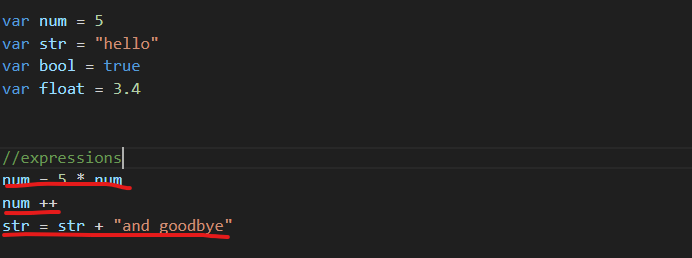 var num = 5
var str = "hello"
var bool = true
var float = 3.4
//expressions
num = 5 * num
num ++
str = str + "and goodbye"